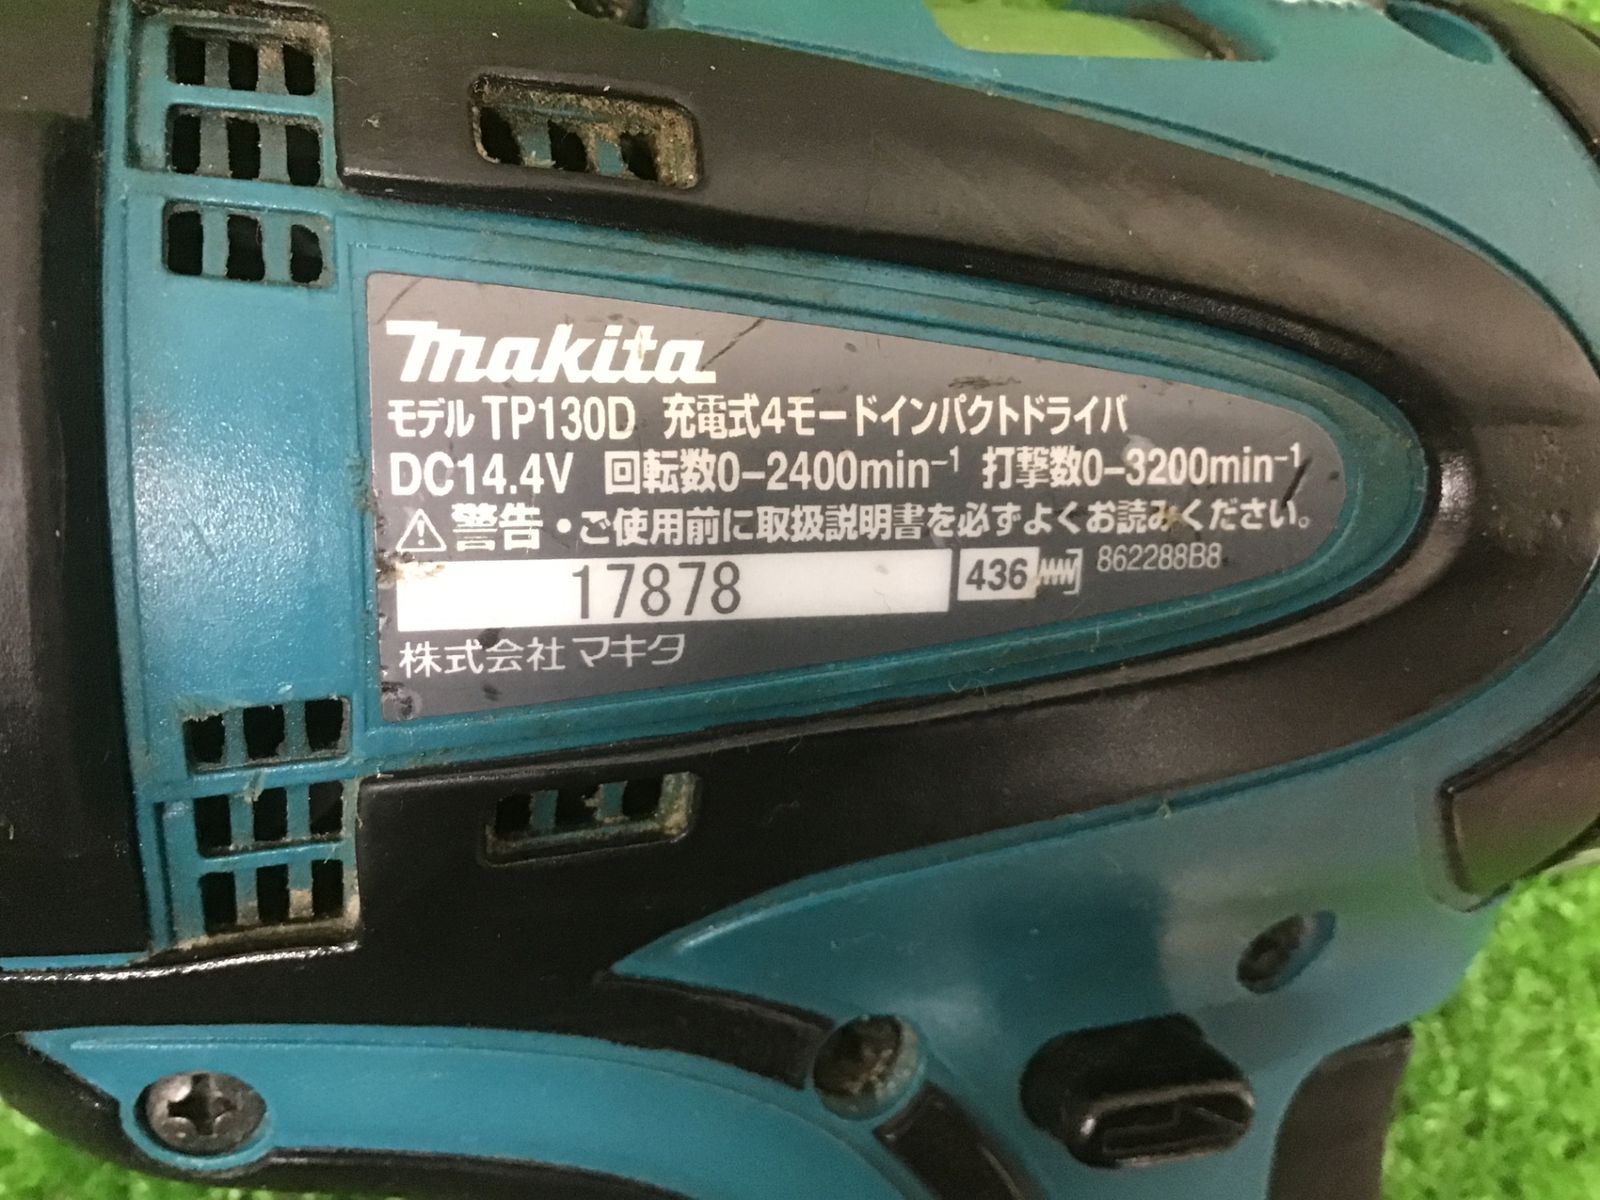 makita
モデル TP130D 充電式4モードインパクトドライバ
DC14.4V 回転数0-2400min⁻¹ 打撃数0-3200min⁻¹
警告・ご使用前に取扱説明書を必ずよくお読みください。
17878 436 862288B8
株式会社マキタ